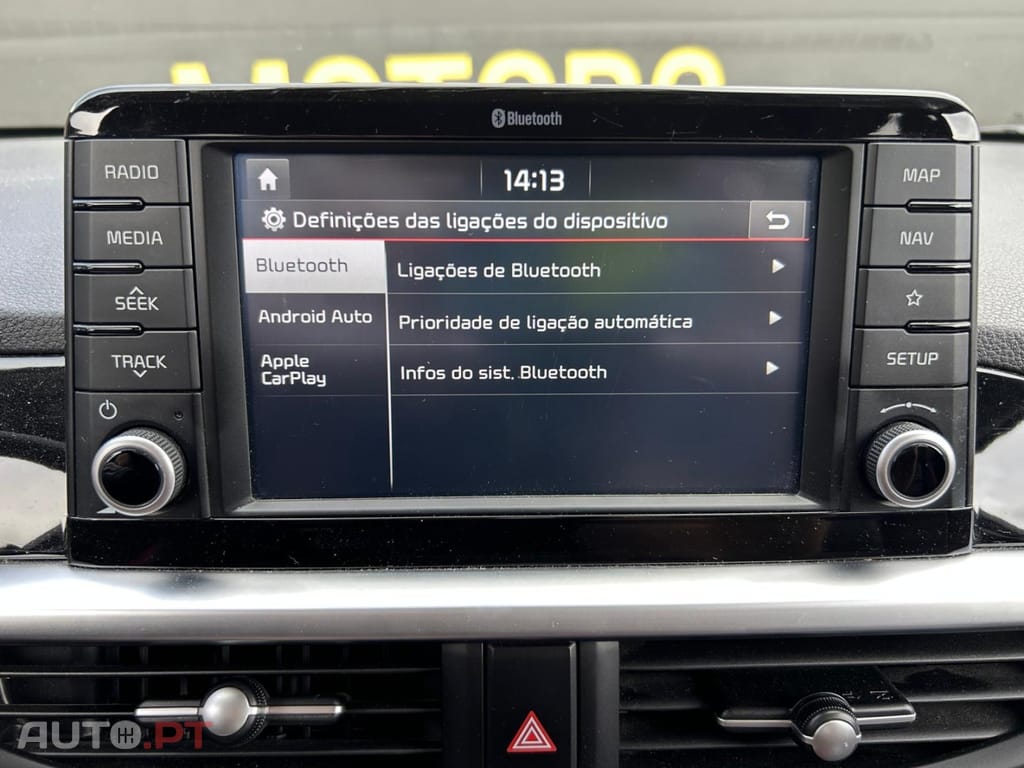 MOTORS
Bluetooth
RADIO
MEDIA
SEEK
TRACK
14:13
Definições das ligações do dispositivo
Bluetooth
Android Auto
Apple
CarPlay
Ligações de Bluetooth
Prioridade de ligação automática
Infos do sist. Bluetooth
MAP
NAV
SETUP
AUTO.PT